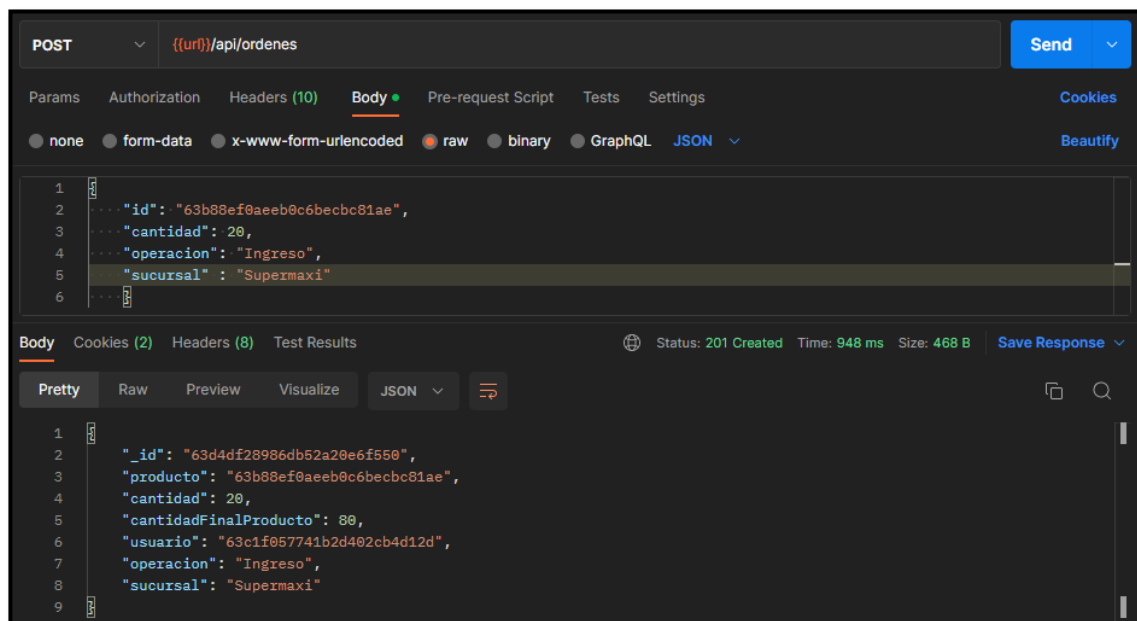 POST {{url}}/api/ordenes Send
Params Authorization Headers (10) Body Pre-request Script Tests Settings Cookies
none form-data x-www-form-urlencoded raw binary GraphQL JSON Beautify
1 {
2 "id": "63b88ef0aeeb0c6becbc81ae",
3 "cantidad": 20,
4 "operacion": "Ingreso",
5 "sucursal" : "Supermaxi"
6 }
Body Cookies (2) Headers (8) Test Results Status: 201 Created Time: 948 ms Size: 468 B Save Response
Pretty Raw Preview Visualize JSON
1 {
2 "_id": "63d4df28986db52a20e6f550",
3 "producto": "63b88ef0aeeb0c6becbc81ae",
4 "cantidad": 20,
5 "cantidadFinalProducto": 80,
6 "usuario": "63c1f057741b2d402cb4d12d",
7 "operacion": "Ingreso",
8 "sucursal": "Supermaxi"
9 }